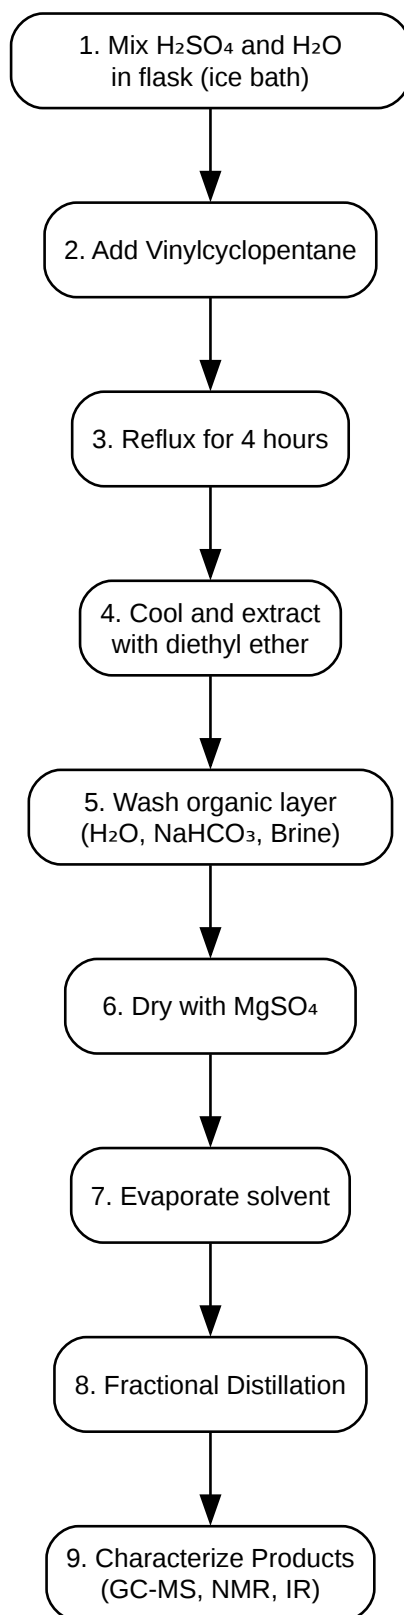 1. Mix H₂SO₄ and H₂O
in flask (ice bath)
2. Add Vinylcyclopentane
3. Reflux for 4 hours
4. Cool and extract
with diethyl ether
5. Wash organic layer
(H₂O, NaHCO₃, Brine)
6. Dry with MgSO₄
7. Evaporate solvent
8. Fractional Distillation
9. Characterize Products
(GC-MS, NMR, IR)